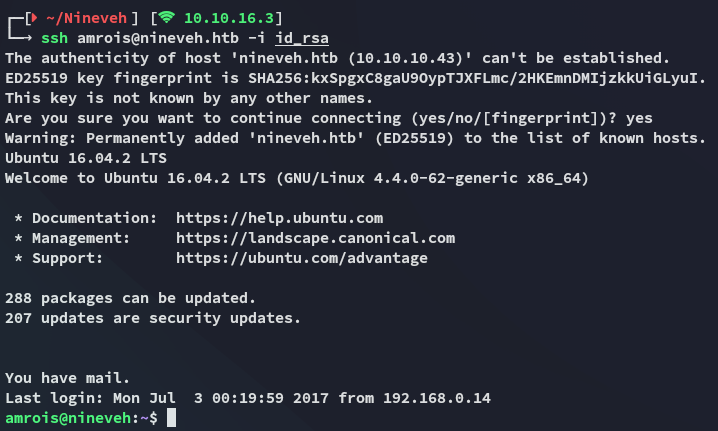 [ ~/Nineveh ] [ 10.10.16.3]
ssh amrois@nineveh.htb -i id_rsa
The authenticity of host 'nineveh.htb (10.10.10.43)' can't be established.
ED25519 key fingerprint is SHA256:kxSpgxC8gaU9OypTJXFLmc/2HKEmnDMIjzkkUiGLyuI.
This key is not known by any other names.
Are you sure you want to continue connecting (yes/no/[fingerprint])? yes
Warning: Permanently added 'nineveh.htb' (ED25519) to the list of known hosts.
Ubuntu 16.04.2 LTS
Welcome to Ubuntu 16.04.2 LTS (GNU/Linux 4.4.0-62-generic x86_64)
 * Documentation:  https://help.ubuntu.com
 * Management:     https://landscape.canonical.com
 * Support:        https://ubuntu.com/advantage
288 packages can be updated.
207 updates are security updates.
You have mail.
Last login: Mon Jul  3 00:19:59 2017 from 192.168.0.14
amrois@nineveh:~$